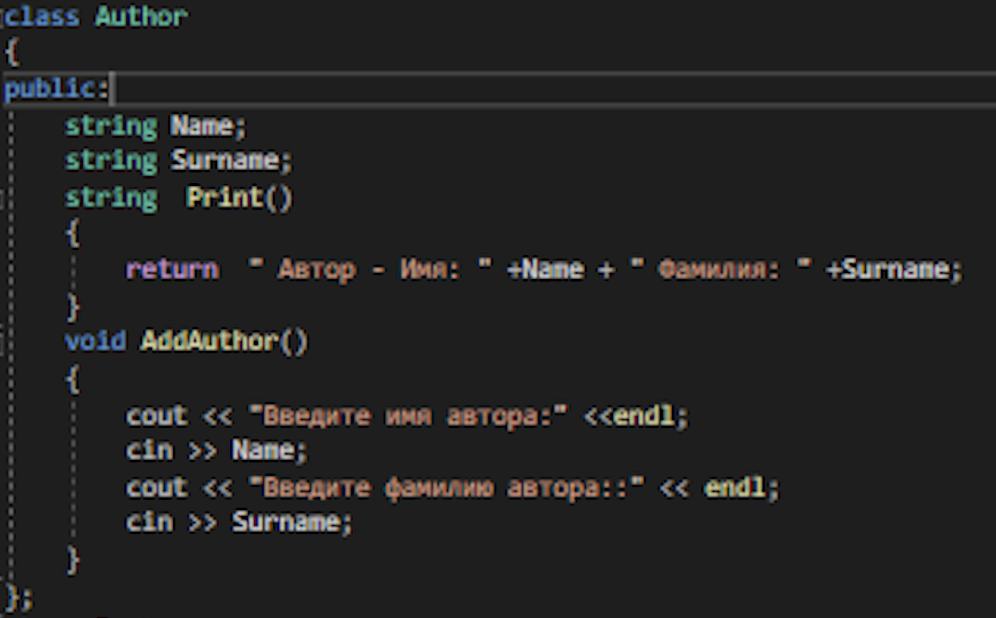 class Author
{
public:
string Name;
string Surname;
string  Print()
{
return  " Автор - Имя: " +Name + " Фамилия: " +Surname;
}
void AddAuthor()
{
cout << "Введите имя автора:" <<endl;
cin >> Name;
cout << "Введите фамилию автора::" << endl;
cin >> Surname;
}
};